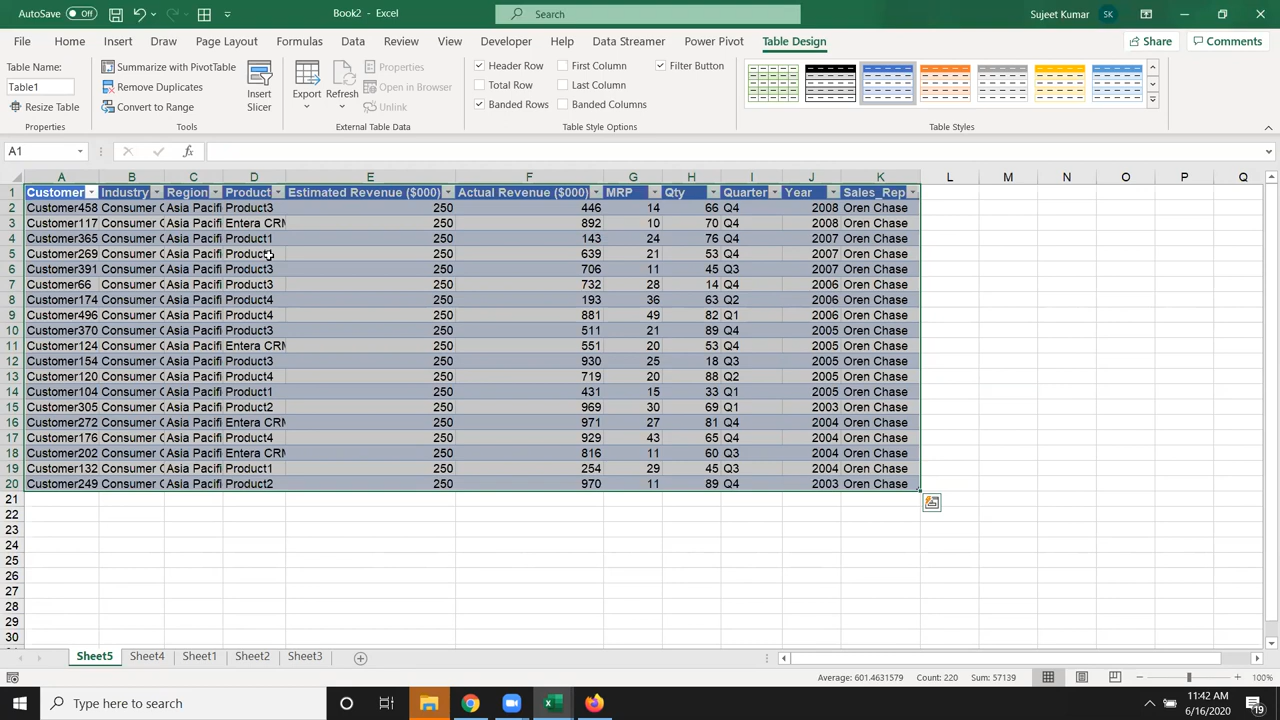 AutoSave Off Book2 - Excel Search Sujeet Kumar SK
File Home Insert Draw Page Layout Formulas Data Review View Developer Help Data Streamer Power Pivot Table Design Share Comments
Table Name:
Table1
Resize Table
Properties
Summarize with PivotTable
Remove Duplicates
Convert to Range
Tools
Insert Slicer
Export
Refresh
Properties
Open in Browser
Unlink
External Table Data
Header Row First Column Filter Button
Total Row Last Column
Banded Rows Banded Columns
Table Style Options
Table Styles
A1 fx
A B C D E F G H I J K L M N O P Q
1 Customer Industry Region Product Estimated Revenue ($000) Actual Revenue ($000) MRP Qty Quarter Year Sales_Rep
2 Customer458 Consumer Asia Pacifi Product3 250 446 14 66 Q4 2008 Oren Chase
3 Customer117 Consumer Asia Pacifi Entera CRM 250 892 10 70 Q4 2008 Oren Chase
4 Customer365 Consumer Asia Pacifi Product1 250 143 24 76 Q4 2007 Oren Chase
5 Customer269 Consumer Asia Pacifi Product 250 639 21 53 Q4 2007 Oren Chase
6 Customer391 Consumer Asia Pacifi Product3 250 706 11 45 Q3 2007 Oren Chase
7 Customer66 Consumer Asia Pacifi Product3 250 732 28 14 Q4 2006 Oren Chase
8 Customer174 Consumer Asia Pacifi Product4 250 193 36 63 Q2 2006 Oren Chase
9 Customer496 Consumer Asia Pacifi Product4 250 881 49 82 Q1 2006 Oren Chase
10 Customer370 Consumer Asia Pacifi Product3 250 511 21 89 Q4 2005 Oren Chase
11 Customer124 Consumer Asia Pacifi Entera CRM 250 551 20 53 Q4 2005 Oren Chase
12 Customer154 Consumer Asia Pacifi Product3 250 930 25 18 Q3 2005 Oren Chase
13 Customer120 Consumer Asia Pacifi Product4 250 719 20 88 Q2 2005 Oren Chase
14 Customer104 Consumer Asia Pacifi Product1 250 431 15 33 Q1 2005 Oren Chase
15 Customer305 Consumer Asia Pacifi Product2 250 969 30 69 Q1 2003 Oren Chase
16 Customer272 Consumer Asia Pacifi Entera CRM 250 971 27 81 Q4 2004 Oren Chase
17 Customer176 Consumer Asia Pacifi Product4 250 929 43 65 Q2 2004 Oren Chase
18 Customer202 Consumer Asia Pacifi Entera CRM 250 816 11 60 Q3 2004 Oren Chase
19 Customer132 Consumer Asia Pacifi Product1 250 254 29 45 Q3 2004 Oren Chase
20 Customer249 Consumer Asia Pacifi Product2 250 970 11 89 Q4 2003 Oren Chase
21
22
23
24
25
26
27
28
29
30
Sheet5 Sheet4 Sheet1 Sheet2 Sheet3
Average: 601.4631579 Count: 220 Sum: 57139 100%
Type here to search
11:42 AM
6/16/2020
19